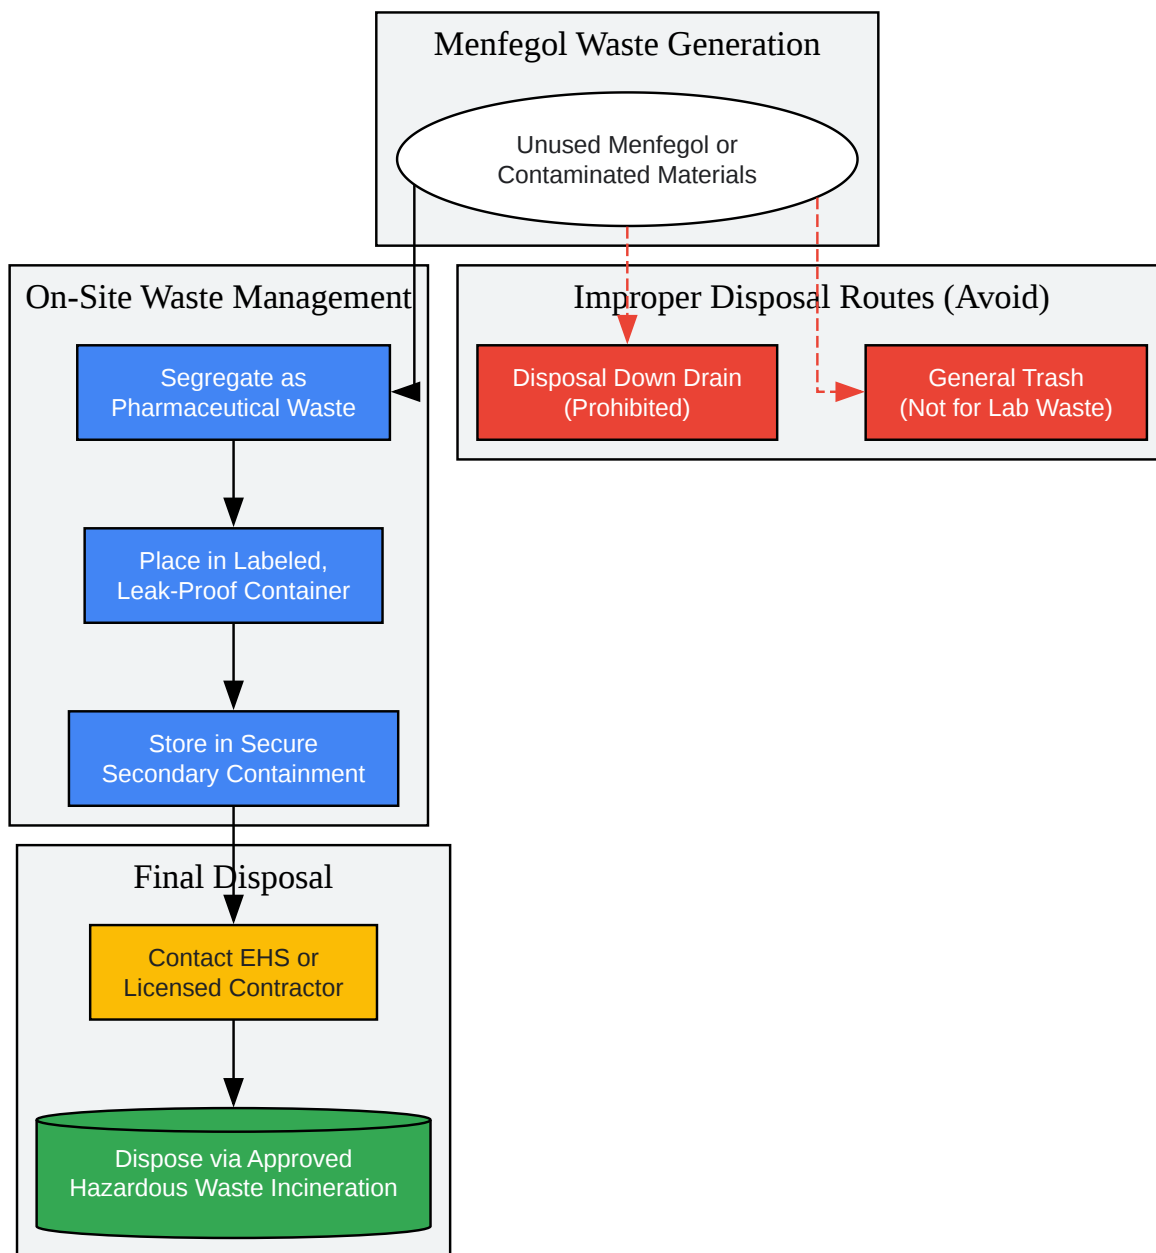 Menfegol Waste Generation
Unused Menfegol or
Contaminated Materials
On-Site Waste Management
Segregate as
Pharmaceutical Waste
Place in Labeled,
Leak-Proof Container
Store in Secure
Secondary Containment
Improper Disposal Routes (Avoid)
Disposal Down Drain
(Prohibited)
General Trash
(Not for Lab Waste)
Final Disposal
Contact EHS or
Licensed Contractor
Dispose via Approved
Hazardous Waste Incineration